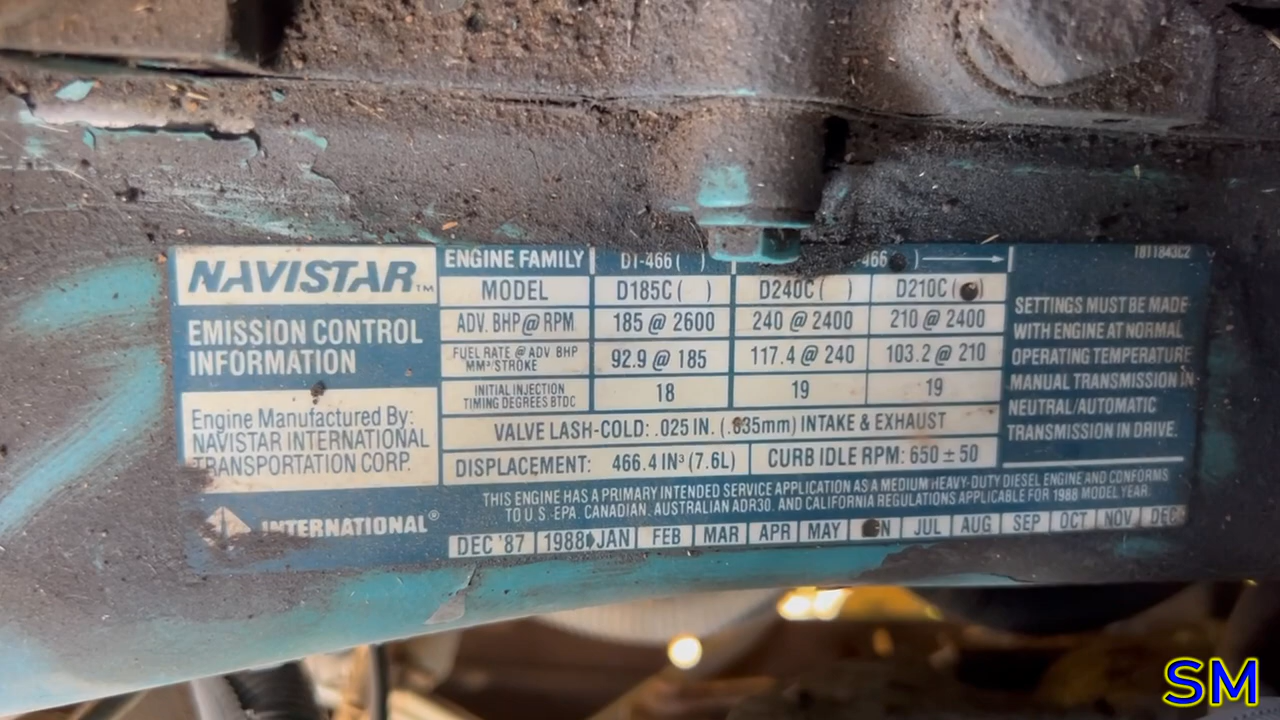 NAVISTAR™
EMISSION CONTROL
INFORMATION
Engine Manufactured By:
NAVISTAR INTERNATIONAL
TRANSPORTATION CORP.
INTERNATIONAL®
ENGINE FAMILY DT-466 ( ) 466 )
MODEL D185C ( ) D240C ( ) D210C ( )
ADV. BHP @ RPM 185 @ 2600 240 @ 2400 210 @ 2400
FUEL RATE @ ADV BHP
MM³/STROKE 92.9 @ 185 117.4 @ 240 103.2 @ 210
INITIAL INJECTION
TIMING DEGREES BTDC 18 19 19
VALVE LASH-COLD: .025 IN. (.635mm) INTAKE & EXHAUST
DISPLACEMENT: 466.4 IN³ (7.6L) CURB IDLE RPM: 650 ± 50
1811843C2
SETTINGS MUST BE MADE
WITH ENGINE AT NORMAL
OPERATING TEMPERATURE
MANUAL TRANSMISSION IN
NEUTRAL/AUTOMATIC
TRANSMISSION IN DRIVE.
THIS ENGINE HAS A PRIMARY INTENDED SERVICE APPLICATION AS A MEDIUM HEAVY-DUTY DIESEL ENGINE AND CONFORMS
TO U.S. EPA. CANADIAN, AUSTRALIAN ADR30. AND CALIFORNIA REGULATIONS APPLICABLE FOR 1988 MODEL YEAR.
DEC '87 1988 JAN FEB MAR APR MAY JUL AUG SEP OCT NOV DEC
SM